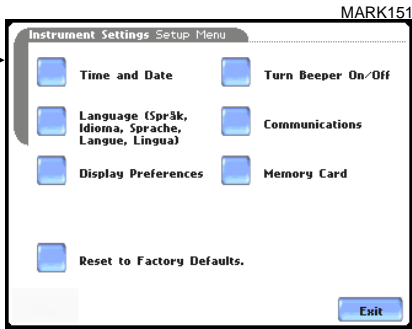 MARK151
Instrument Settings Setup Menu
Time and Date
Turn Beeper On/Off
Language (Språk,
Idioma, Sprache,
Langue, Lingua)
Communications
Display Preferences
Memory Card
Reset to Factory Defaults.
Exit